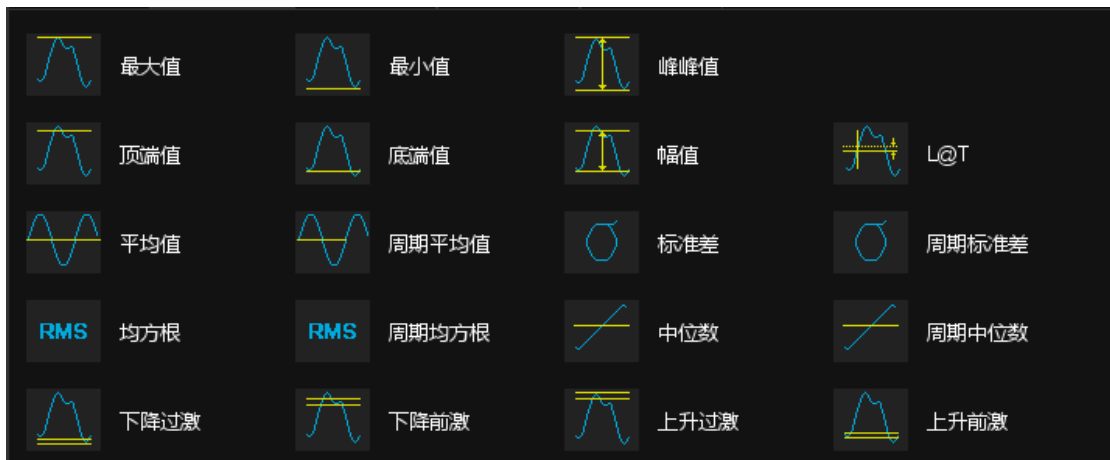 最大值 最小值 峰峰值
顶端值 底端值 幅值 L@T
平均值 周期平均值 标准差 周期标准差
RMS 均方根 RMS 周期均方根 中位数 周期中位数
下降过激 下降前激 上升过激 上升前激